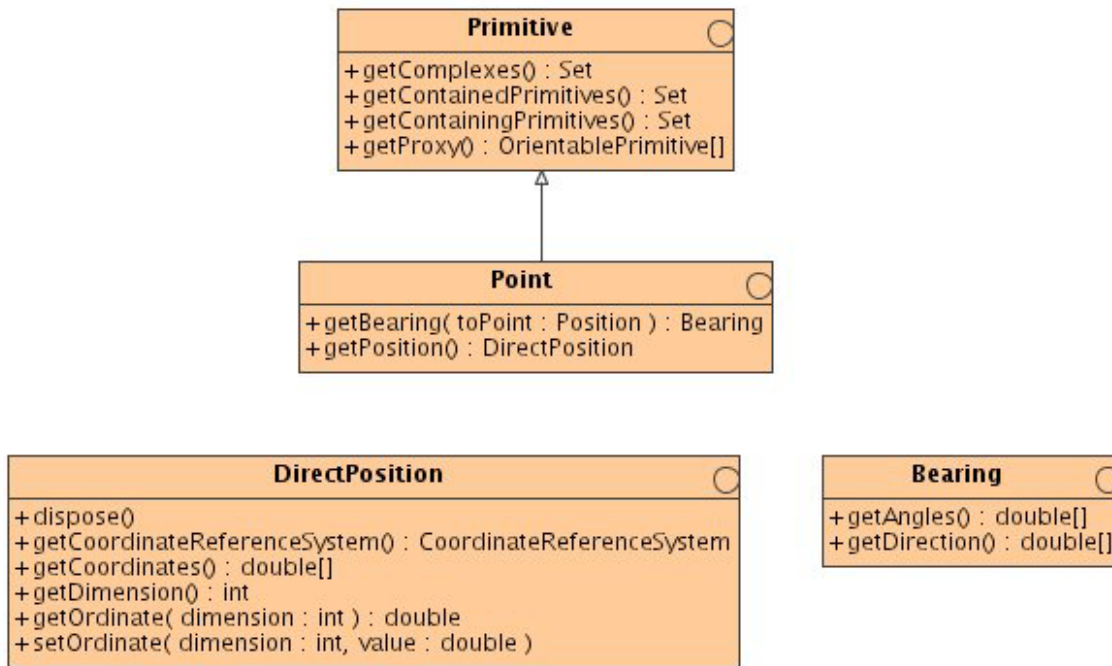 Primitive
+getComplexes() : Set
+getContainedPrimitives() : Set
+getContainingPrimitives() : Set
+getProxy() : OrientablePrimitive[]
Point
+getBearing( toPoint : Position ) : Bearing
+getPosition() : DirectPosition
DirectPosition
+dispose()
+getCoordinateReferenceSystem() : CoordinateReferenceSystem
+getCoordinates() : double[]
+getDimension() : int
+getOrdinate( dimension : int ) : double
+setOrdinate( dimension : int, value : double )
Bearing
+getAngles() : double[]
+getDirection() : double[]